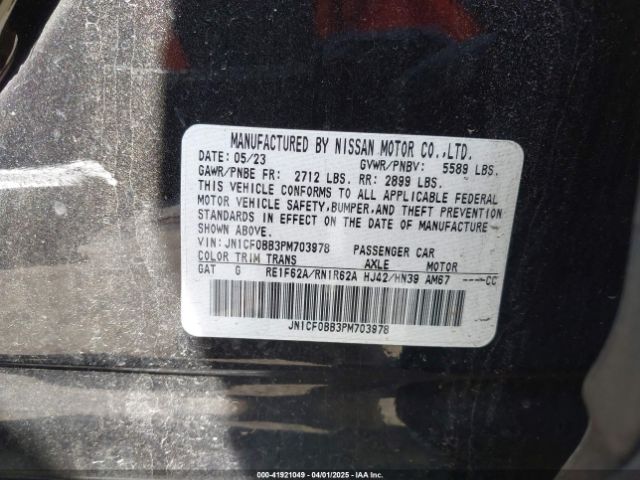 MANUFACTURED BY NISSAN MOTOR CO.,LTD.
DATE: 05/23 GVWR/PNBV: 5589 LBS.
GAWR/PNBE FR: 2712 LBS. RR: 2899 LBS.
THIS VEHICLE CONFORMS TO ALL APPLICABLE FEDERAL
MOTOR VEHICLE SAFETY,BUMPER,AND THEFT PREVENTION
STANDARDS IN EFFECT ON THE DATE OF MANUFACTURE
SHOWN ABOVE.
VIN: JN1CF0BB3PM703978 PASSENGER CAR
COLOR TRIM TRANS AXLE MOTOR
GAT G RE1F62A/RN1R62A HJ42/HN39 AM67 ----CC
JN1CF0BB3PM703978
000-41921049 - 04/01/2025 - IAAI.com